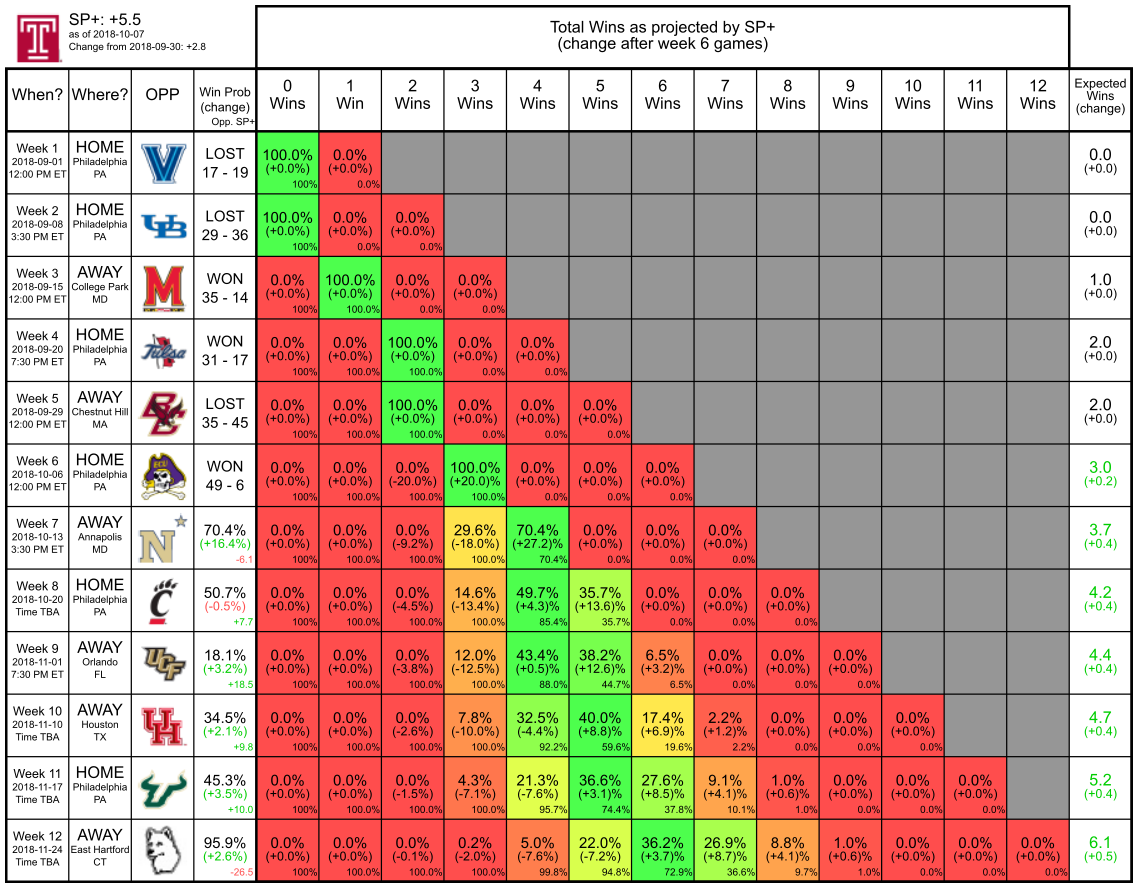 SP+: +5.5
as of 2018-10-07
Change from 2018-09-30: +2.8
Total Wins as projected by SP+
(change after week 6 games)
When? Where? OPP Win Prob (change) Opp. SP+ 0 Wins 1 Win 2 Wins 3 Wins 4 Wins 5 Wins 6 Wins 7 Wins 8 Wins 9 Wins 10 Wins 11 Wins 12 Wins Expected Wins (change)
Week 1 HOME LOST 100.0% 0.0% 0.0
2018-09-01 Philadelphia V (+0.0%) (+0.0%) (+0.0)
12:00 PM ET PA 17 - 19 100% 0.0%
Week 2 HOME LOST 100.0% 0.0% 0.0% 0.0
2018-09-08 Philadelphia UB (+0.0%) (+0.0%) (+0.0%) (+0.0)
3:30 PM ET PA 29 - 36 100% 0.0% 0.0%
Week 3 AWAY WON 0.0% 100.0% 0.0% 0.0% 1.0
2018-09-15 College Park M (+0.0%) (+0.0%) (+0.0%) (+0.0%) (+0.0)
12:00 PM ET MD 35 - 14 100% 100.0% 0.0% 0.0%
Week 4 HOME WON 0.0% 0.0% 100.0% 0.0% 0.0% 2.0
2018-09-20 Philadelphia Tulsa (+0.0%) (+0.0%) (+0.0%) (+0.0%) (+0.0%) (+0.0)
7:30 PM ET PA 31 - 17 100% 100.0% 100.0% 0.0% 0.0%
Week 5 AWAY LOST 0.0% 0.0% 100.0% 0.0% 0.0% 0.0% 2.0
2018-09-29 Chestnut Hill BC (+0.0%) (+0.0%) (+0.0%) (+0.0%) (+0.0%) (+0.0%) (+0.0)
12:00 PM ET MA 35 - 45 100% 100.0% 100.0% 0.0% 0.0% 0.0%
Week 6 HOME WON 0.0% 0.0% 0.0% 100.0% 0.0% 0.0% 0.0% 3.0
2018-10-06 Philadelphia ECU (+0.0%) (+0.0%) (-20.0%) (+20.0)% (+0.0%) (+0.0%) (+0.0%) (+0.2)
12:00 PM ET PA 49 - 6 100% 100.0% 100.0% 100.0% 0.0% 0.0% 0.0%
Week 7 AWAY 70.4% 0.0% 0.0% 0.0% 29.6% 70.4% 0.0% 0.0% 0.0% 3.7
2018-10-13 Annapolis N (+16.4%) (+0.0%) (+0.0%) (-9.2%) (-18.0%) (+27.2)% (+0.0%) (+0.0%) (+0.0%) (+0.4)
3:30 PM ET MD -6.1 100% 100.0% 100.0% 100.0% 70.4% 0.0% 0.0% 0.0%
Week 8 HOME 50.7% 0.0% 0.0% 0.0% 14.6% 49.7% 35.7% 0.0% 0.0% 0.0% 4.2
2018-10-20 Philadelphia C (-0.5%) (+0.0%) (+0.0%) (-4.5%) (-13.4%) (+4.3)% (+13.6)% (+0.0%) (+0.0%) (+0.0%) (+0.4)
Time TBA PA +7.7 100% 100.0% 100.0% 100.0% 85.4% 35.7% 0.0% 0.0% 0.0%
Week 9 AWAY 18.1% 0.0% 0.0% 0.0% 12.0% 43.4% 38.2% 6.5% 0.0% 0.0% 0.0% 4.4
2018-11-01 Orlando UCF (+3.2%) (+0.0%) (+0.0%) (-3.8%) (-12.5%) (+0.5)% (+12.6)% (+3.2)% (+0.0%) (+0.0%) (+0.0%) (+0.4)
7:30 PM ET FL +18.5 100% 100.0% 100.0% 100.0% 88.0% 44.7% 6.5% 0.0% 0.0% 0.0%
Week 10 AWAY 34.5% 0.0% 0.0% 0.0% 7.8% 32.5% 40.0% 17.4% 2.2% 0.0% 0.0% 0.0% 4.7
2018-11-10 Houston UH (+2.1%) (+0.0%) (+0.0%) (-2.6%) (-10.0%) (-4.4%) (+8.8)% (+6.9)% (+1.2)% (+0.0%) (+0.0%) (+0.0%) (+0.4)
Time TBA TX +9.8 100% 100.0% 100.0% 100.0% 92.2% 59.6% 19.6% 2.2% 0.0% 0.0% 0.0%
Week 11 HOME 45.3% 0.0% 0.0% 0.0% 4.3% 21.3% 36.6% 27.6% 9.1% 1.0% 0.0% 0.0% 0.0% 5.2
2018-11-17 Philadelphia (+3.5%) (+0.0%) (+0.0%) (-1.5%) (-7.1%) (-7.6%) (+3.1)% (+8.5)% (+4.1)% (+0.6)% (+0.0%) (+0.0%) (+0.0%) (+0.4)
Time TBA PA +10.0 100% 100.0% 100.0% 100.0% 95.7% 74.4% 37.8% 10.1% 1.0% 0.0% 0.0% 0.0%
Week 12 AWAY 95.9% 0.0% 0.0% 0.0% 0.2% 5.0% 22.0% 36.2% 26.9% 8.8% 1.0% 0.0% 0.0% 0.0% 6.1
2018-11-24 East Hartford (+2.6%) (+0.0%) (+0.0%) (-0.1%) (-2.0%) (-7.6%) (-7.2%) (+3.7)% (+8.7)% (+4.1)% (+0.6)% (+0.0%) (+0.0%) (+0.0%) (+0.5)
Time TBA CT -26.5 100% 100.0% 100.0% 100.0% 99.8% 94.8% 72.9% 36.6% 9.7% 1.0% 0.0% 0.0% 0.0%